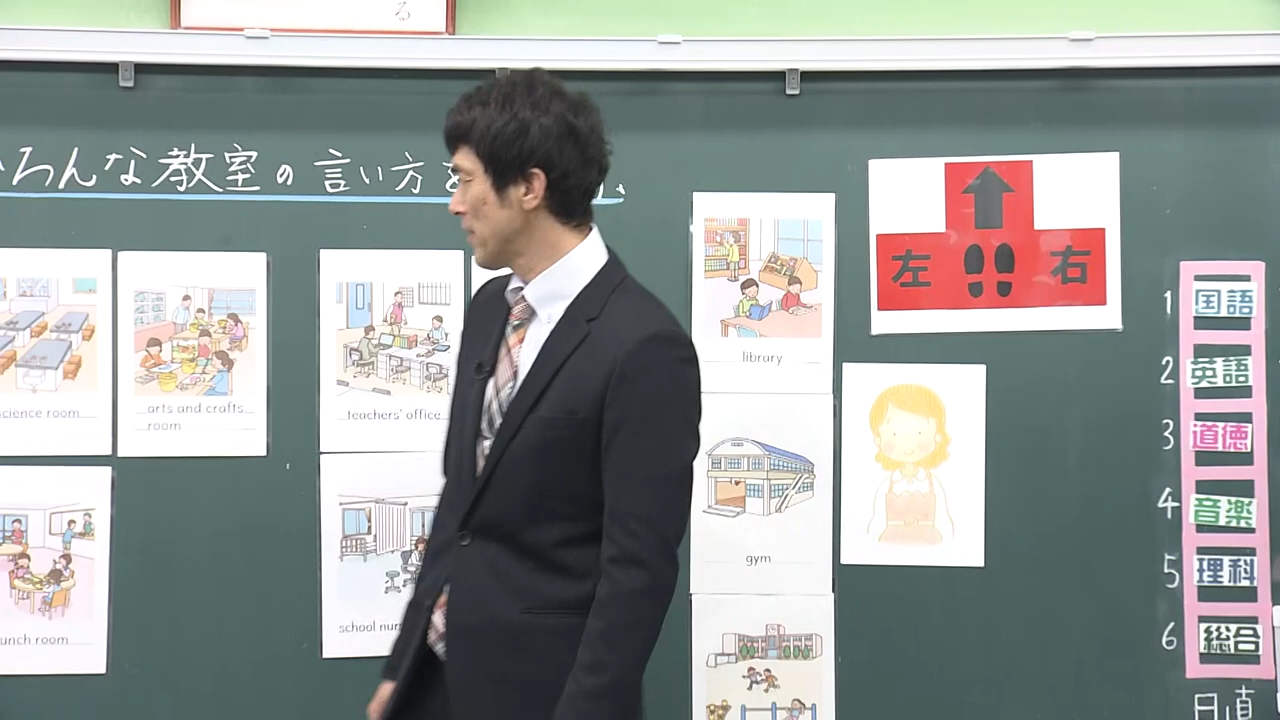 る
ろんな教室の言い方を
左 右
library
science room
arts and crafts
room
teachers' office
gym
school nur
unch room
1 国語
2 英語
3 道徳
4 音楽
5 理科
6 総合
日直